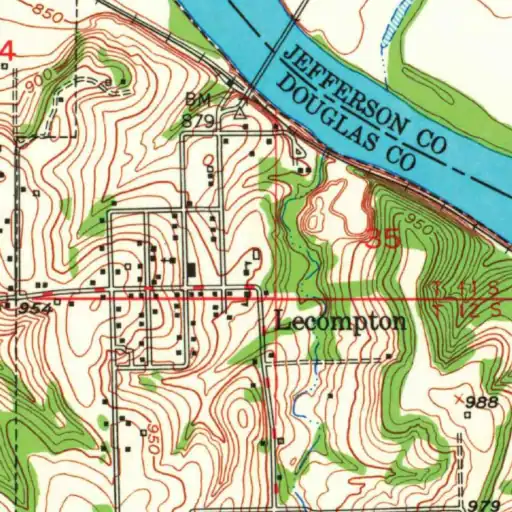 850
4
900
JEFFERSON CO
DOUGLAS CO
BM
879
950
35
T 11 S
T 12 S
954
Lecompton
988
950
979